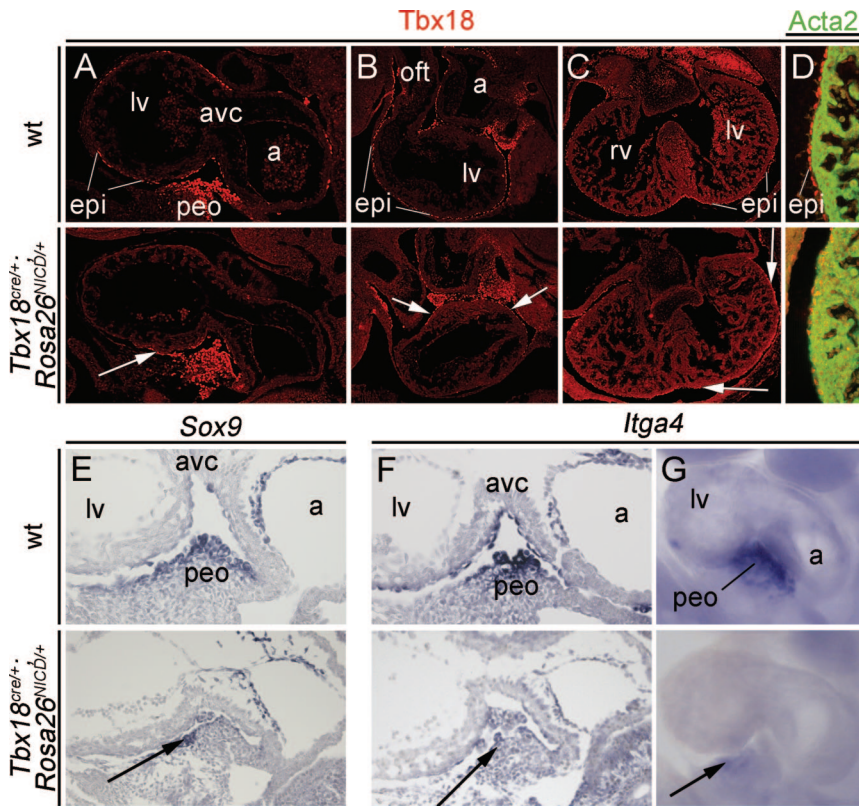 Tbx18
Acta2
wt
A
lv
avc
a
epi
peo
B
oft
a
lv
epi
C
rv
lv
epi
D
epi
Tbx18cre/+;
Rosa26NICD/+
Sox9
Itga4
wt
E
avc
lv
a
peo
F
avc
lv
a
peo
G
lv
a
peo
Tbx18cre/+;
Rosa26NICD/+